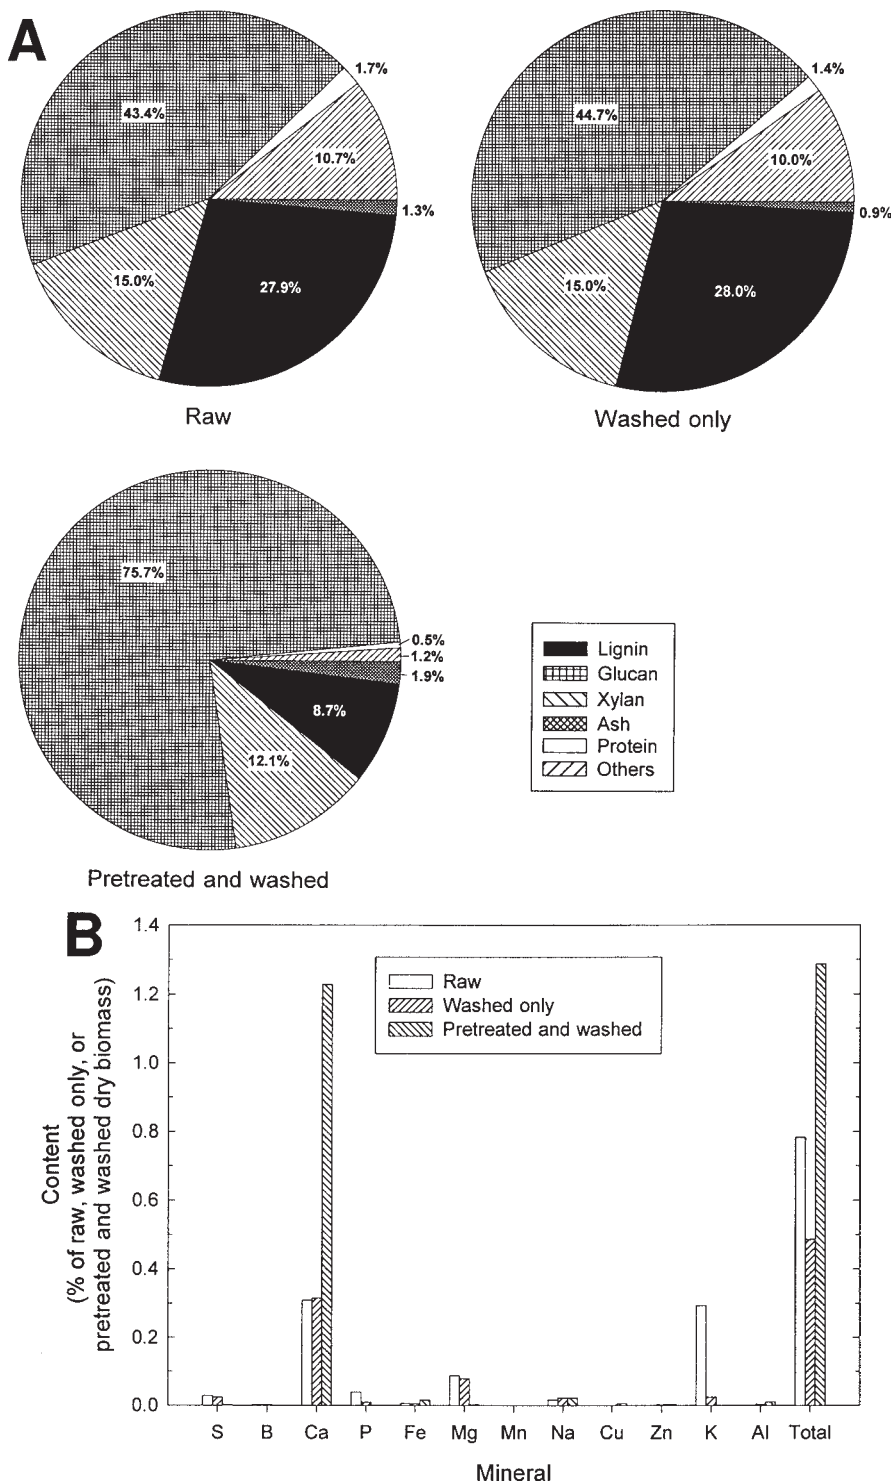 A
1.7%
43.4%
10.7%
1.3%
15.0%
27.9%
Raw
1.4%
44.7%
10.0%
0.9%
15.0%
28.0%
Washed only
75.7%
0.5%
1.2%
1.9%
8.7%
12.1%
Pretreated and washed
Lignin
Glucan
Xylan
Ash
Protein
Others
B
Content
(% of raw, washed only, or
pretreated and washed dry biomass)
1.4
1.2
1.0
0.8
0.6
0.4
0.2
0.0
Raw
Washed only
Pretreated and washed
S B Ca P Fe Mg Mn Na Cu Zn K Al Total
Mineral